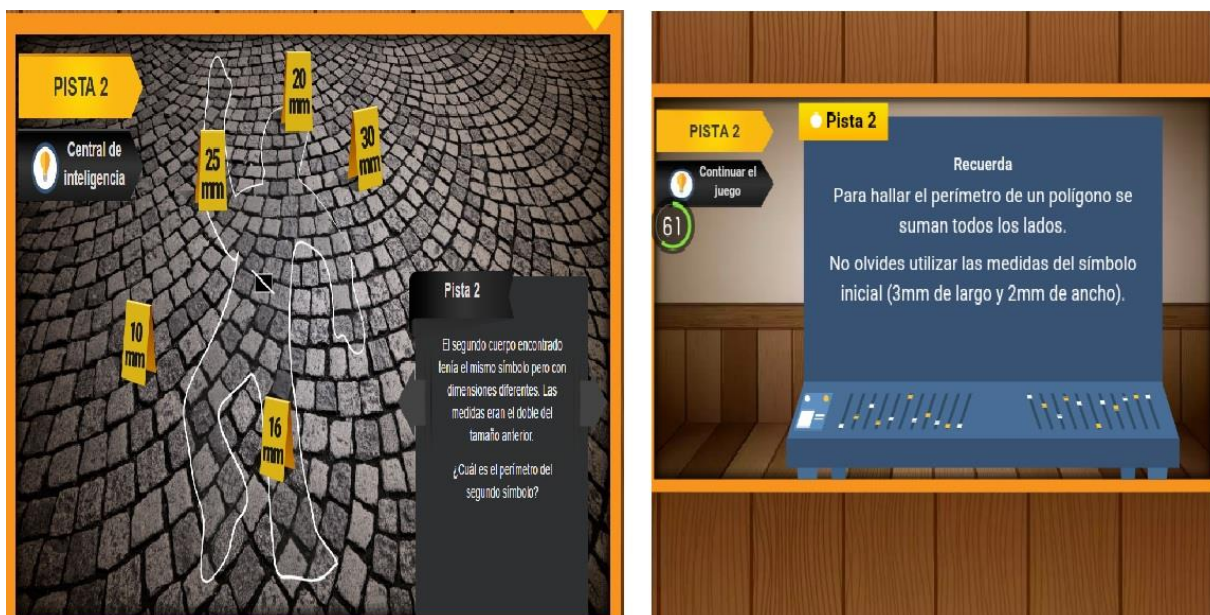 PISTA 2
Central de
inteligencia
20
mm
25
mm
30
mm
10
mm
16
mm
Pista 2
El segundo cuerpo encontrado
tenía el mismo símbolo pero con
dimensiones diferentes. Las
medidas eran el doble del
tamaño anterior.
¿Cuál es el perímetro del
segundo símbolo?
PISTA 2
Continuar el
juego
61
Pista 2
Recuerda
Para hallar el perímetro de un polígono se
suman todos los lados.
No olvides utilizar las medidas del símbolo
inicial (3mm de largo y 2mm de ancho).